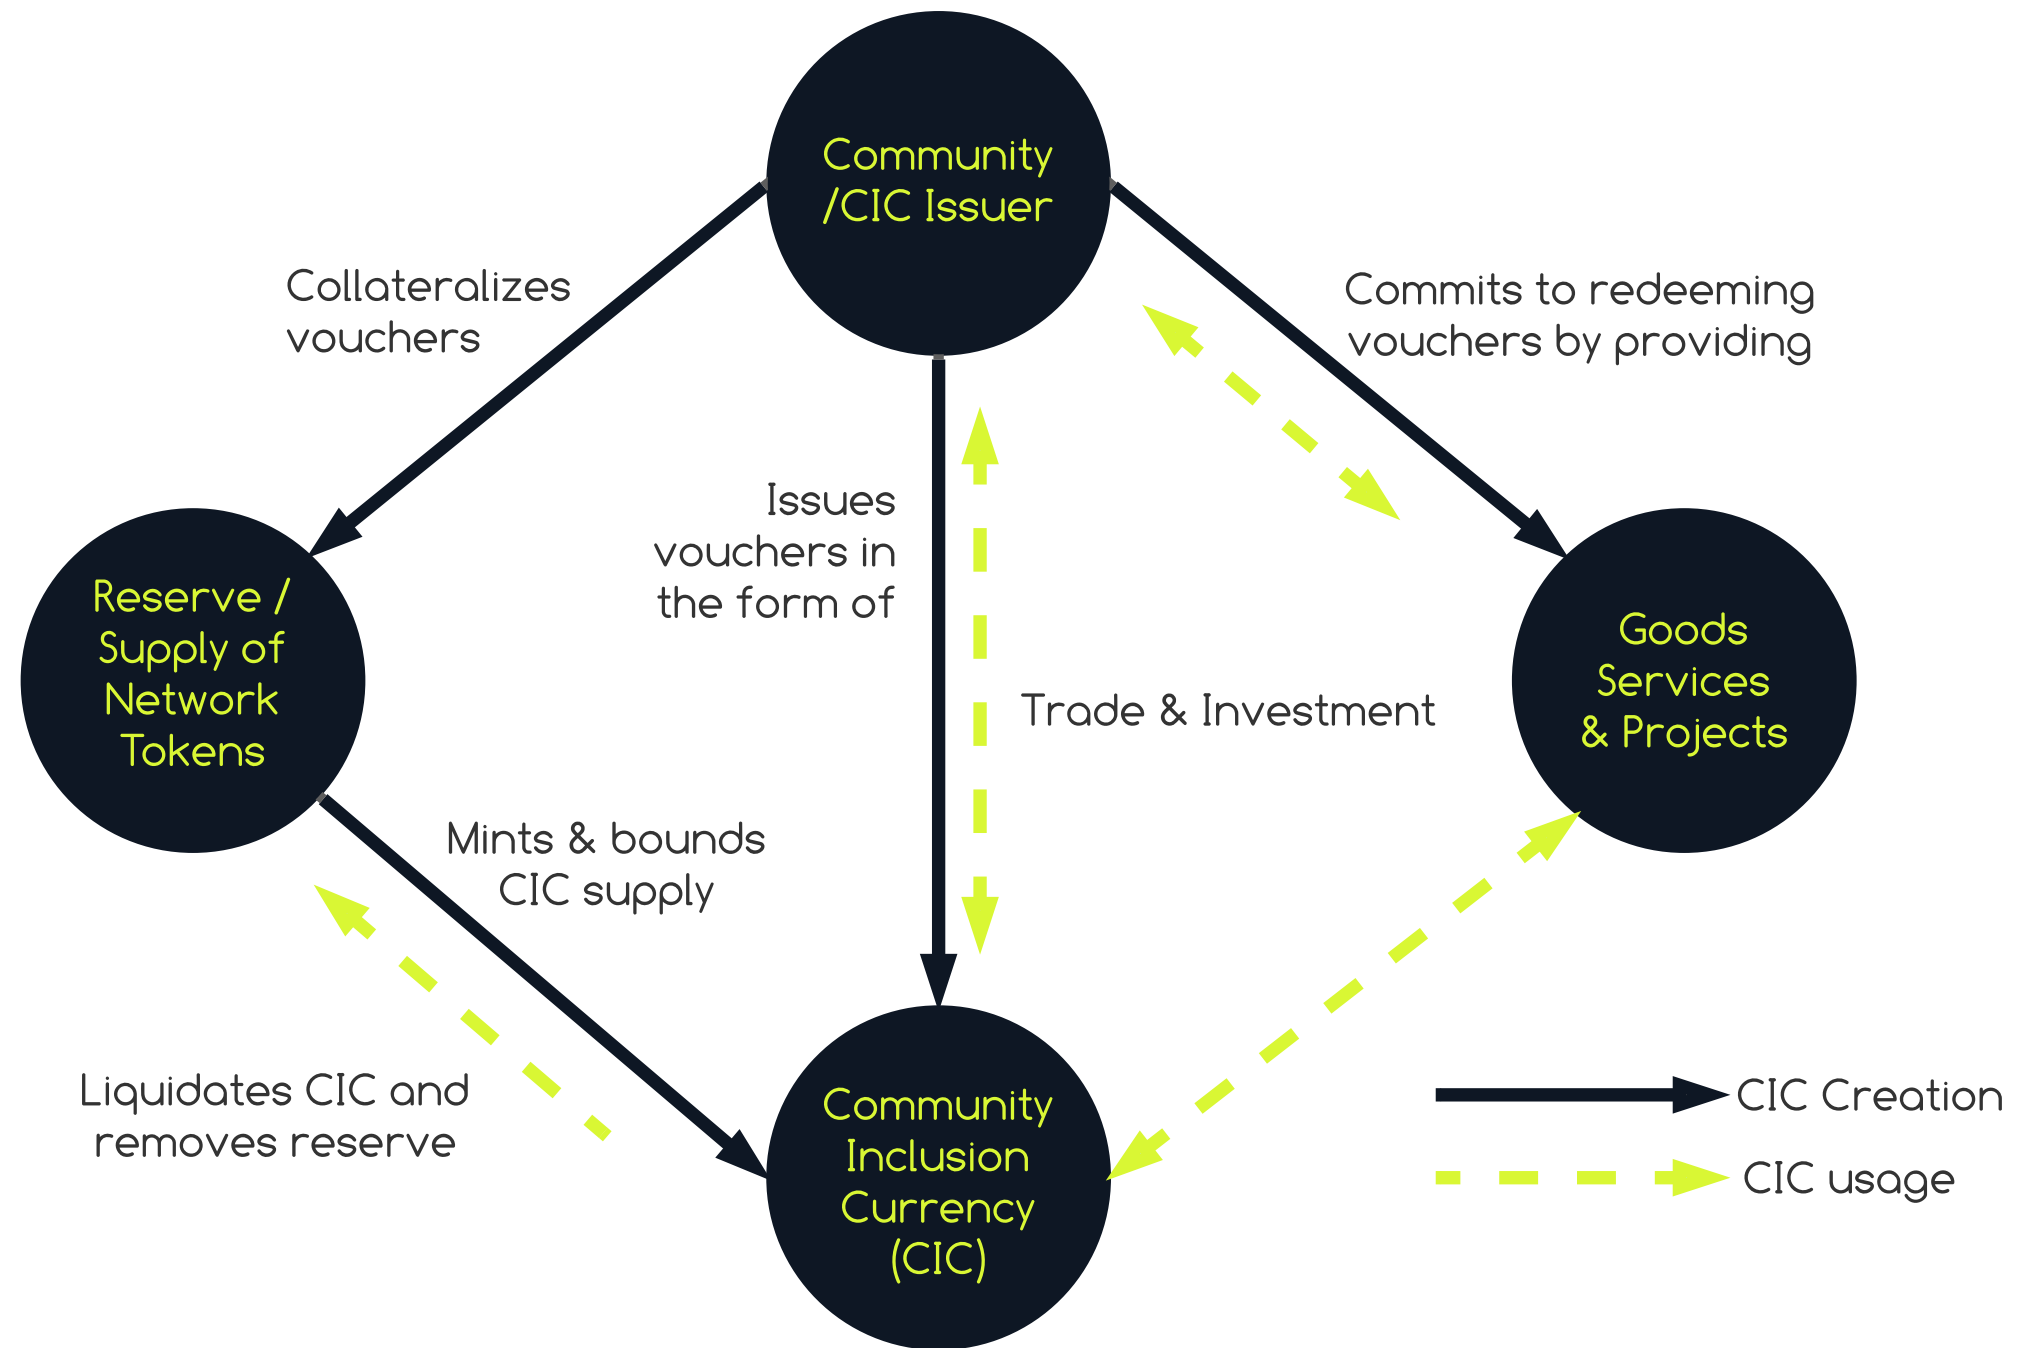 Community
/CIC Issuer
Collateralizes
vouchers
Commits to redeeming
vouchers by providing
Issues
vouchers in
the form of
Reserve /
Supply of
Network
Tokens
Goods
Services
& Projects
Trade & Investment
Mints & bounds
CIC supply
Liquidates CIC and
removes reserve
Community
Inclusion
Currency
(CIC)
CIC Creation
CIC usage